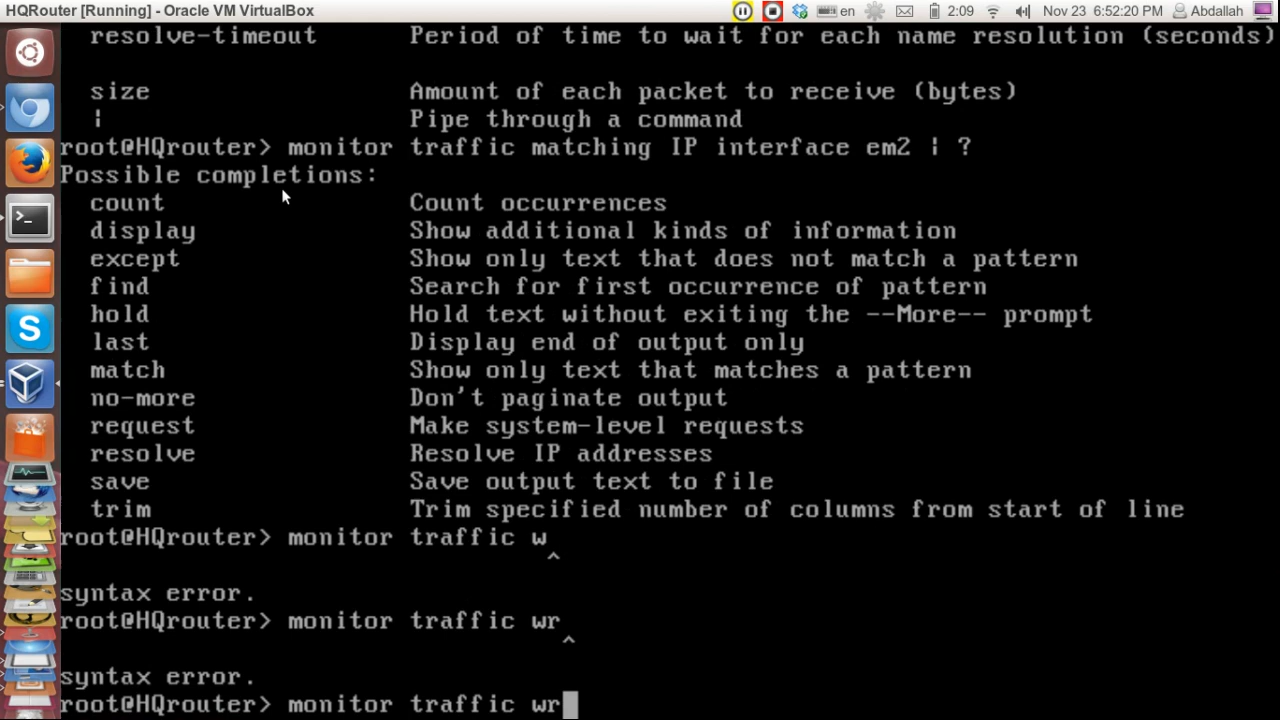 HQRouter [Running] - Oracle VM VirtualBox
en
2:09
Nov 23 6:52:20 PM
Abdallah
resolve-timeout Period of time to wait for each name resolution (seconds)
size Amount of each packet to receive (bytes)
| Pipe through a command
root@HQrouter> monitor traffic matching IP interface em2 | ?
Possible completions:
count Count occurrences
display Show additional kinds of information
except Show only text that does not match a pattern
find Search for first occurrence of pattern
hold Hold text without exiting the --More-- prompt
last Display end of output only
match Show only text that matches a pattern
no-more Don't paginate output
request Make system-level requests
resolve Resolve IP addresses
save Save output text to file
trim Trim specified number of columns from start of line
root@HQrouter> monitor traffic w
^
syntax error.
root@HQrouter> monitor traffic wr
^
syntax error.
root@HQrouter> monitor traffic wr